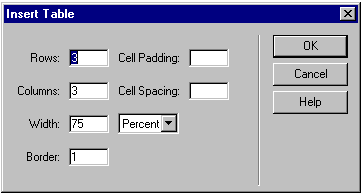 Insert Table
Rows: 3 Cell Padding: OK
Cancel
Columns: 3 Cell Spacing:
Help
Width: 75 Percent
Border: 1